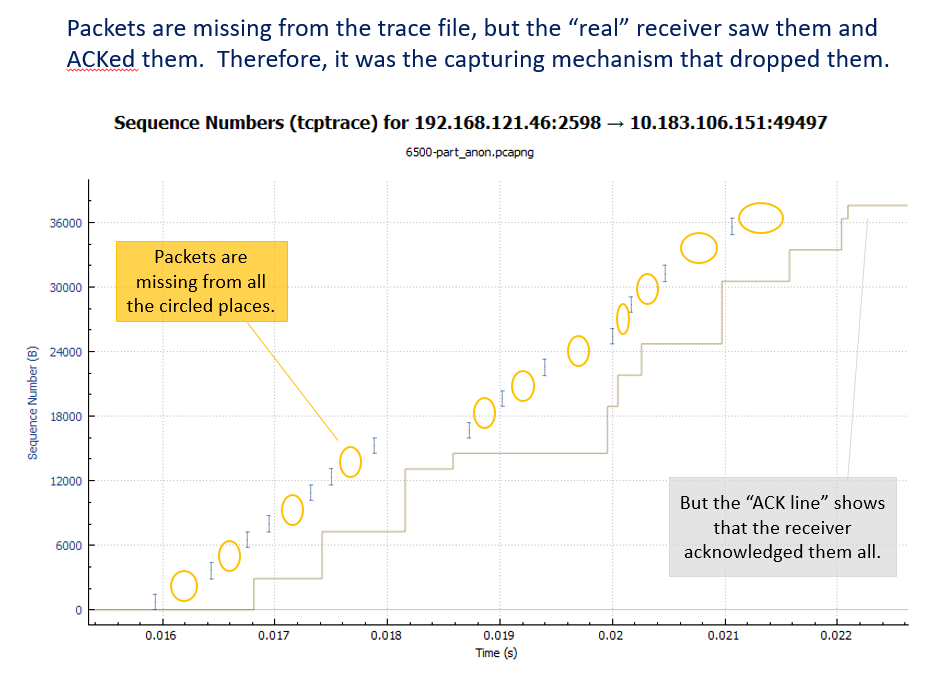 Packets are missing from the trace file, but the “real” receiver saw them and
ACKed them.  Therefore, it was the capturing mechanism that dropped them.
Sequence Numbers (tcptrace) for 192.168.121.46:2598 → 10.183.106.151:49497
6500-part_anon.pcapng
Packets are
missing from all
the circled places.
But the “ACK line” shows
that the receiver
acknowledged them all.
Sequence Number (B)
36000
30000
24000
18000
12000
6000
0
0.016 0.017 0.018 0.019 0.02 0.021 0.022
Time (s)